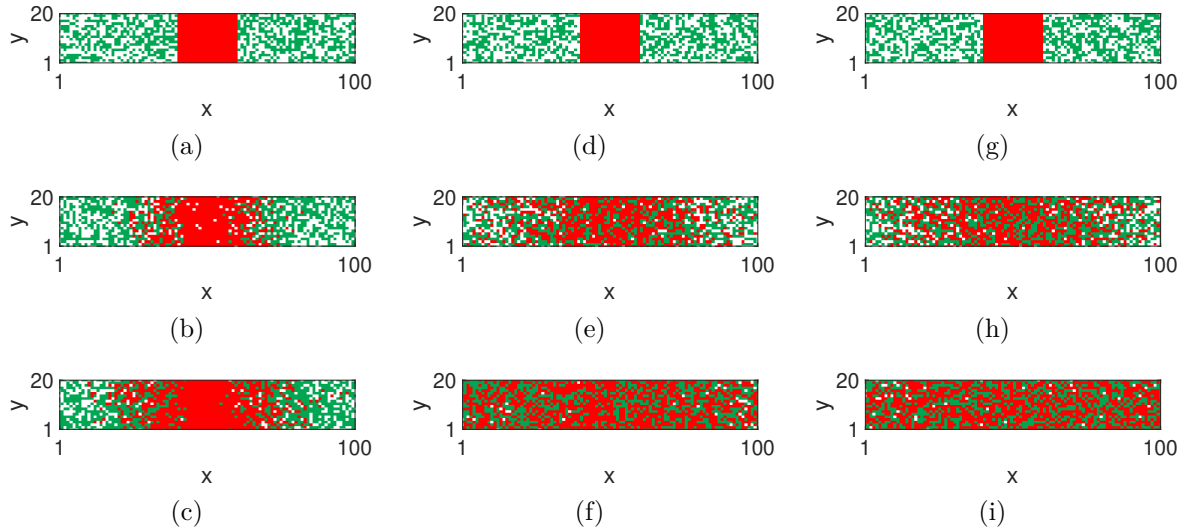 20 20 20
y y y
1 1 1
1 100 1 100 1 100
x x x
(a) (d) (g)
20 20 20
y y y
1 1 1
1 100 1 100 1 100
x x x
(b) (e) (h)
20 20 20
y y y
1 1 1
1 100 1 100 1 100
x x x
(c) (f) (i)